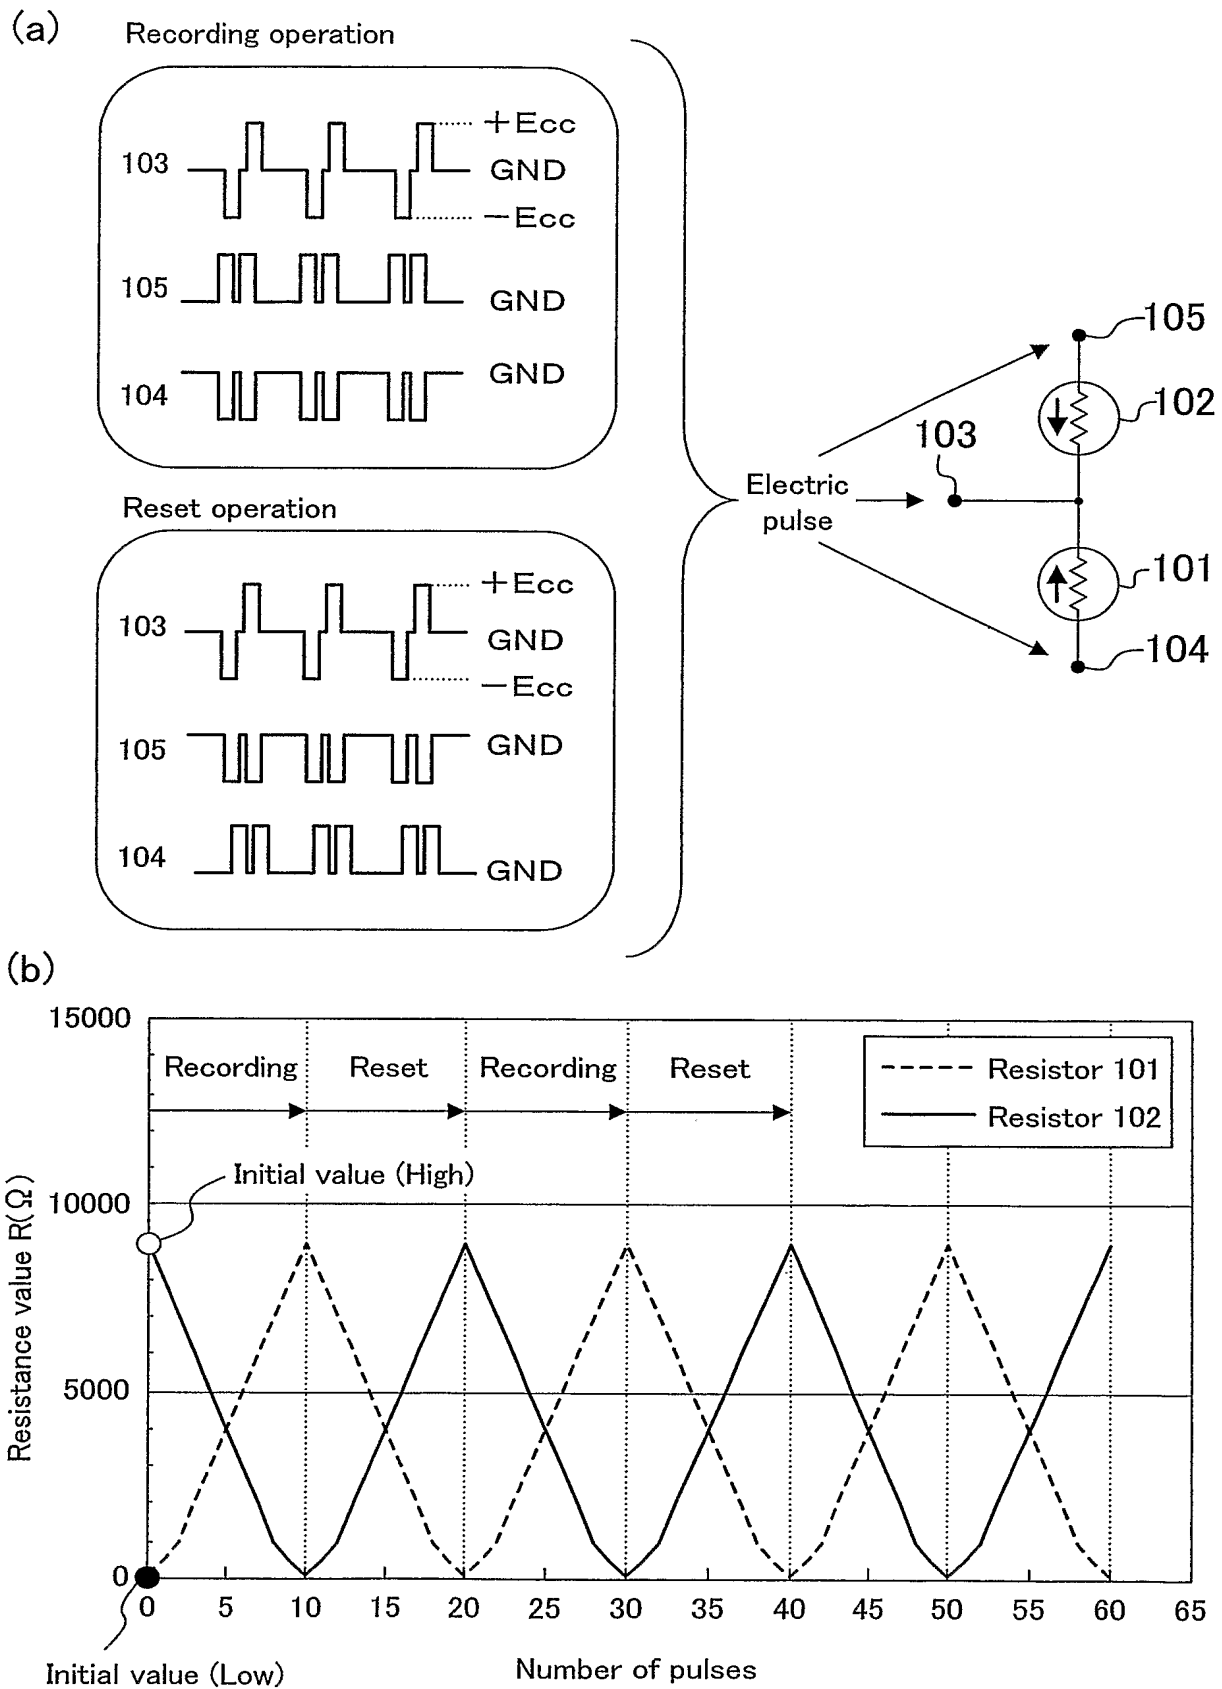 (a)
Recording operation
103
+Ecc
GND
−Ecc
105
GND
104
GND
Reset operation
103
+Ecc
GND
−Ecc
105
GND
104
GND
Electric
pulse
105
102
103
101
104
(b)
15000
10000
5000
0
Resistance value R(Ω)
Recording
Reset
Recording
Reset
Resistor 101
Resistor 102
Initial value (High)
0 5 10 15 20 25 30 35 40 45 50 55 60 65
Initial value (Low)
Number of pulses